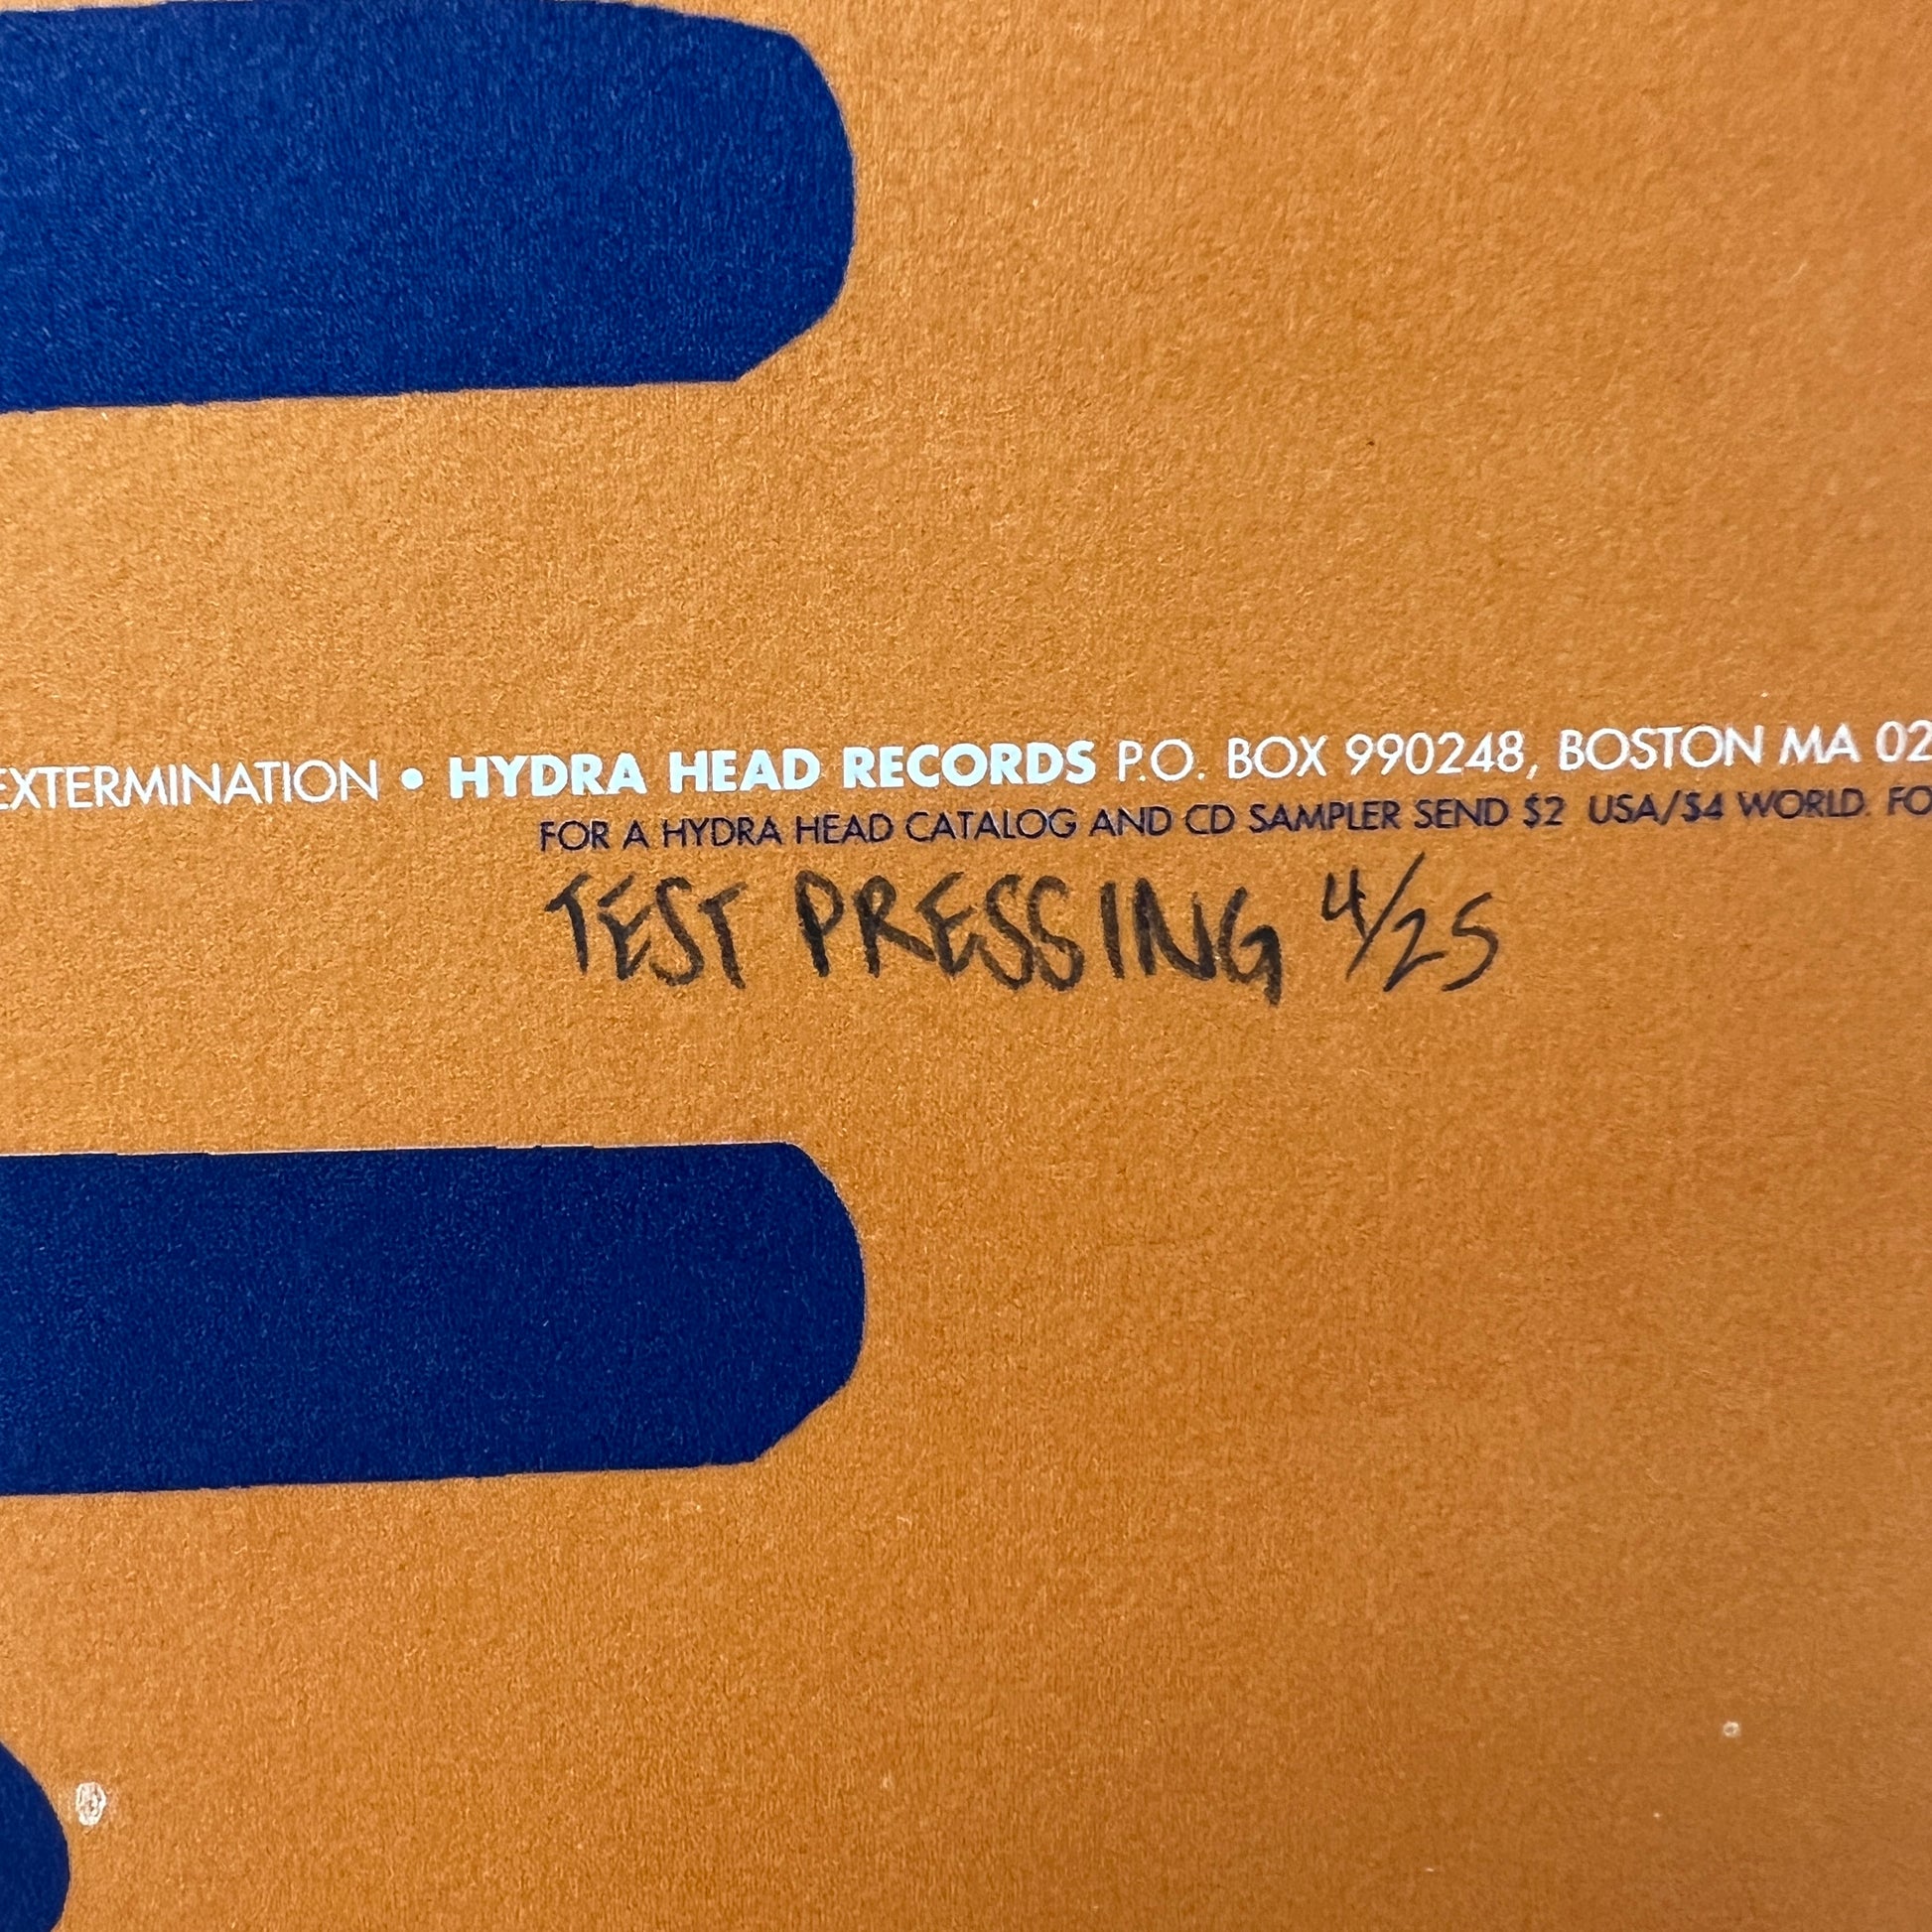 EXTERMINATION • HYDRA HEAD RECORDS P.O. BOX 990248, BOSTON MA 02
FOR A HYDRA HEAD CATALOG AND CD SAMPLER SEND $2 USA/$4 WORLD. FO
TEST PRESSING 4/25